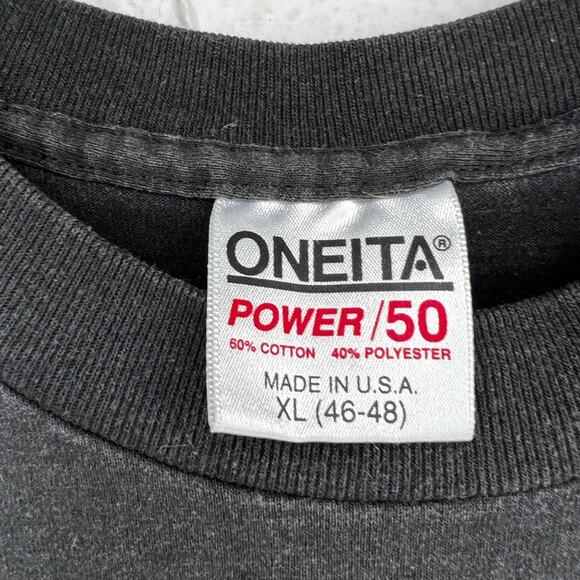 ONEITA®
POWER/50
60% COTTON 40% POLYESTER
MADE IN U.S.A.
XL (46-48)